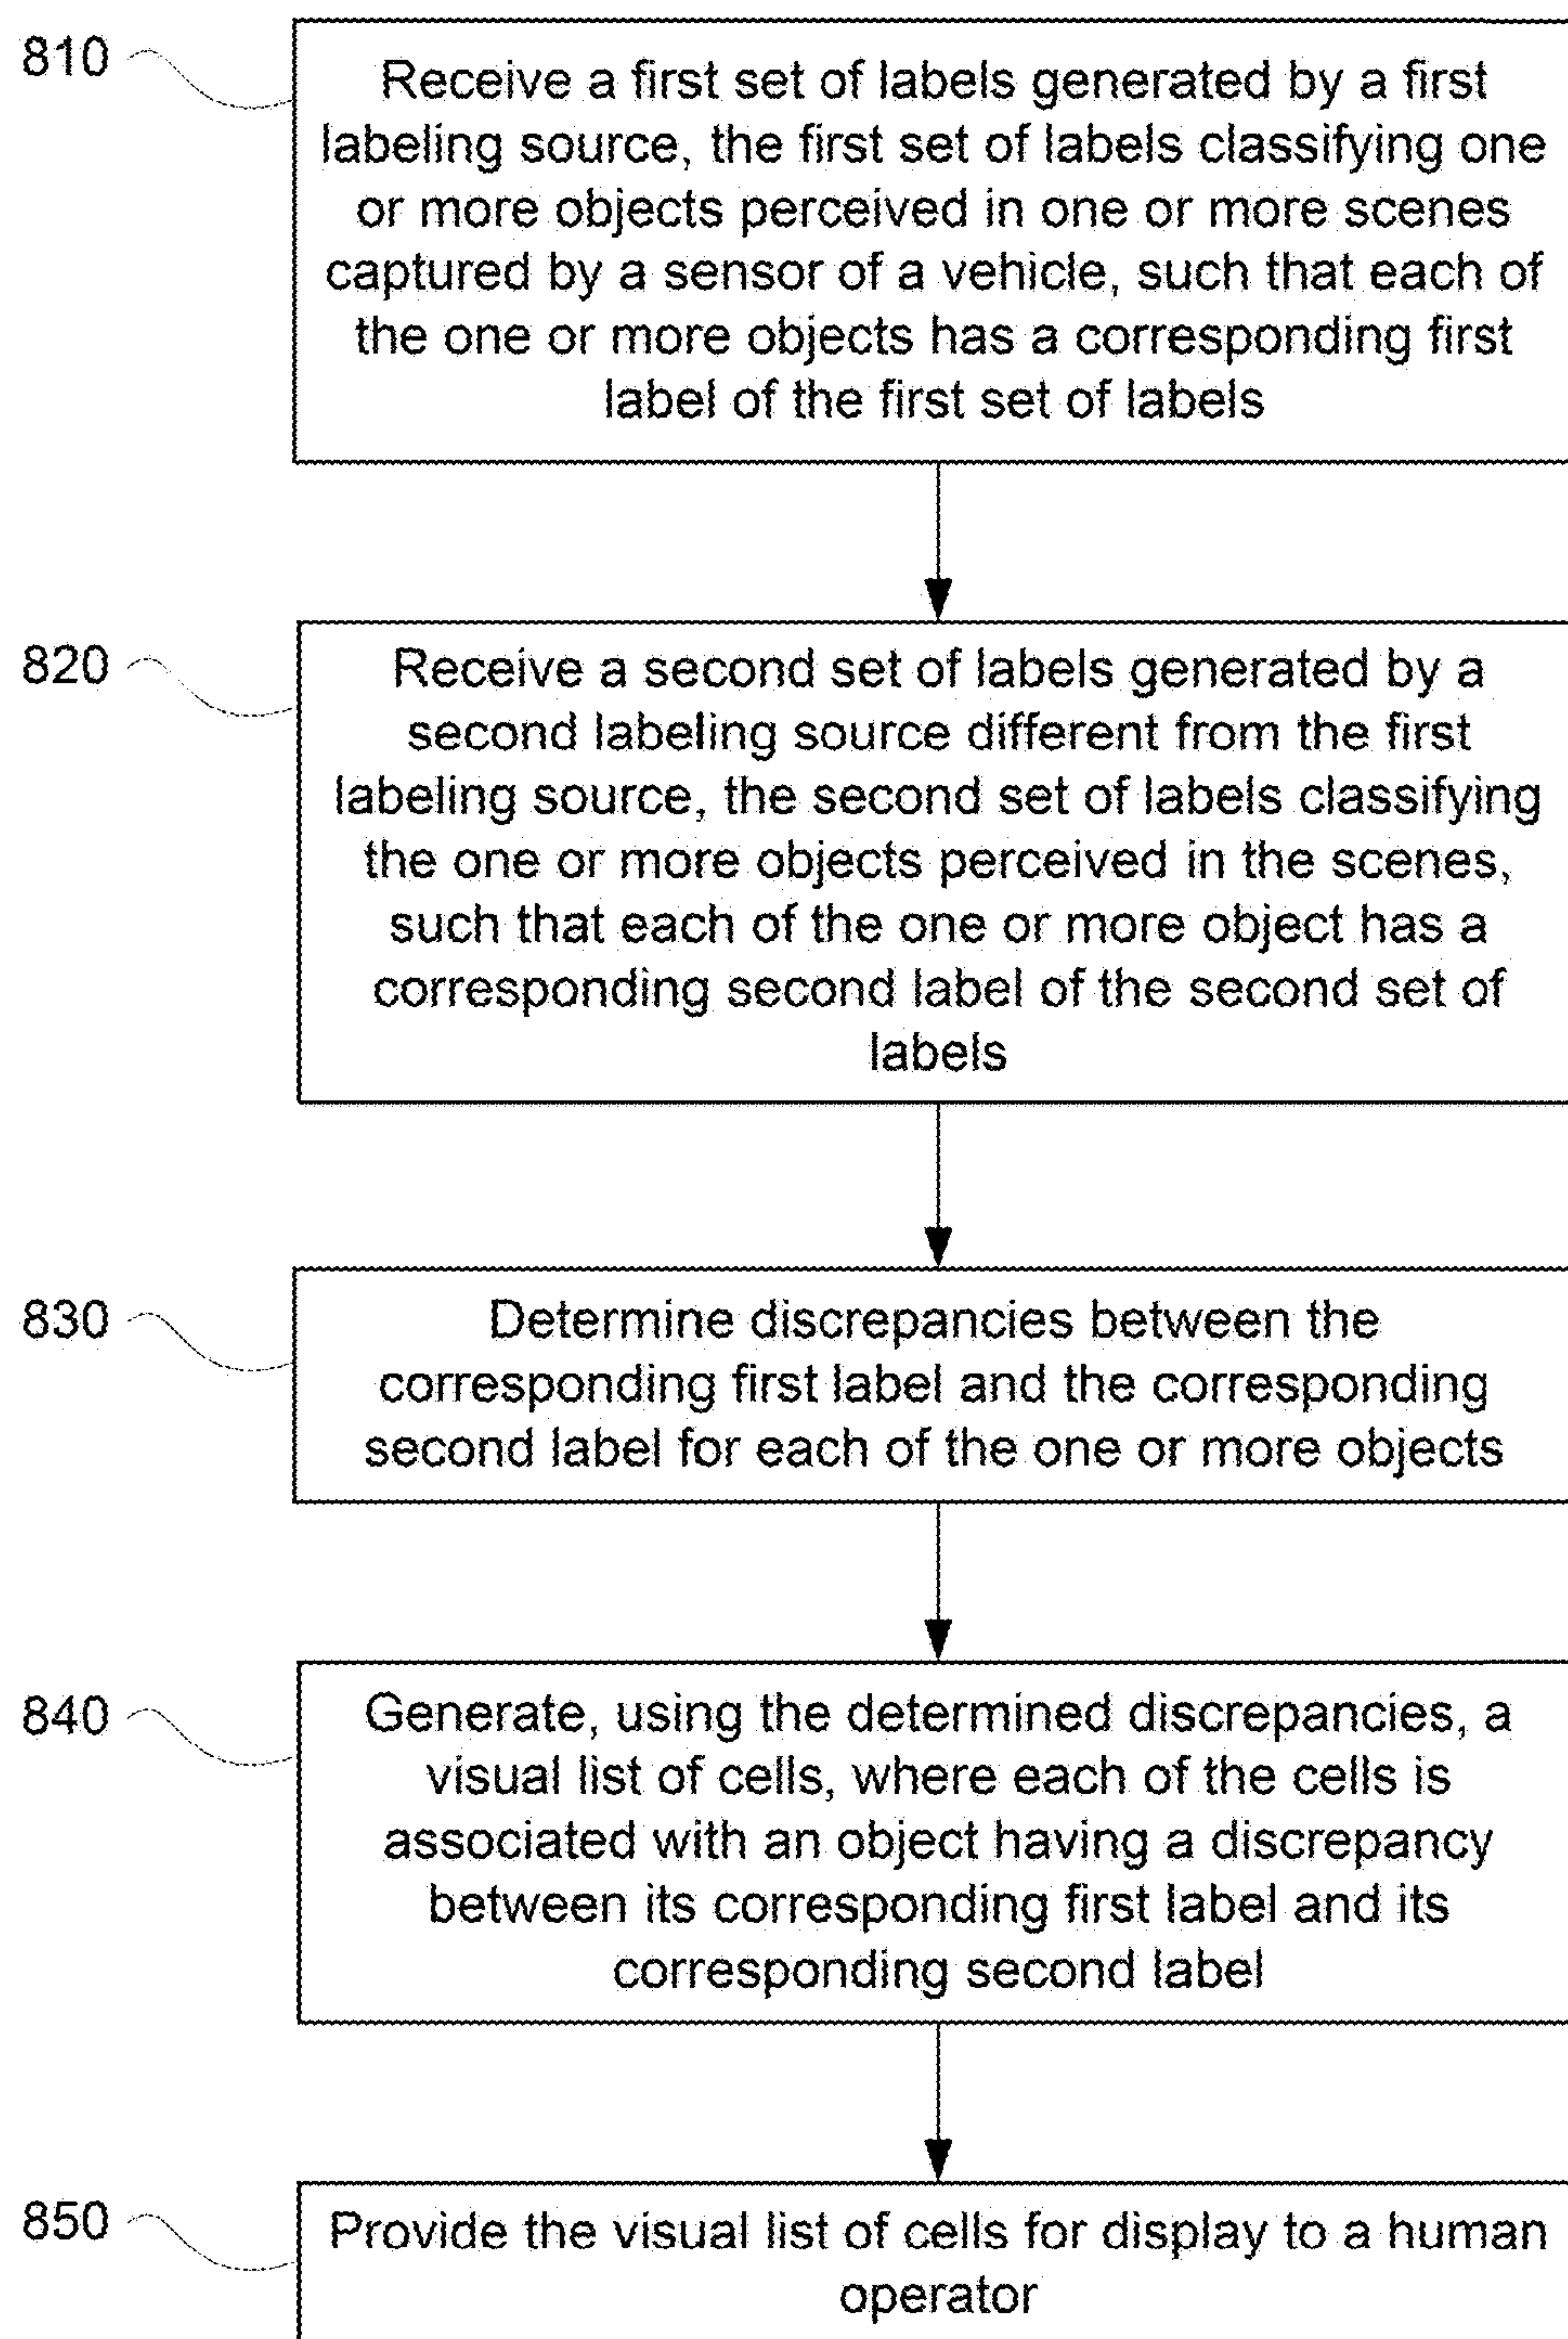 810
Receive a first set of labels generated by a first
labeling source, the first set of labels classifying one
or more objects perceived in one or more scenes
captured by a sensor of a vehicle, such that each of
the one or more objects has a corresponding first
label of the first set of labels
820
Receive a second set of labels generated by a
second labeling source different from the first
labeling source, the second set of labels classifying
the one or more objects perceived in the scenes,
such that each of the one or more object has a
corresponding second label of the second set of
labels
830
Determine discrepancies between the
corresponding first label and the corresponding
second label for each of the one or more objects
840
Generate, using the determined discrepancies, a
visual list of cells, where each of the cells is
associated with an object having a discrepancy
between its corresponding first label and its
corresponding second label
850
Provide the visual list of cells for display to a human
operator